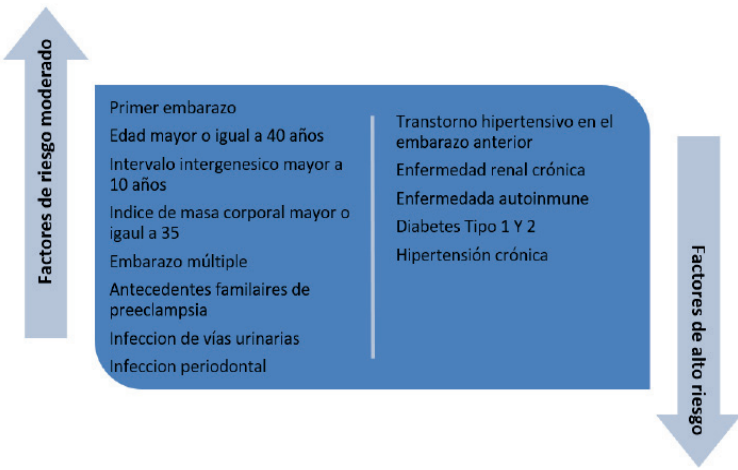 Factores de riesgo moderado
Primer embarazo
Edad mayor o igual a 40 años
Intervalo intergenesico mayor a
10 años
Indice de masa corporal mayor o
igaul a 35
Embarazo múltiple
Antecedentes familaires de
preeclampsia
Infeccion de vías urinarias
Infeccion periodontal
Transtorno hipertensivo en el
embarazo anterior
Enfermedad renal crónica
Enfermedada autoinmune
Diabetes Tipo 1 Y 2
Hipertensión crónica
Factores de alto riesgo